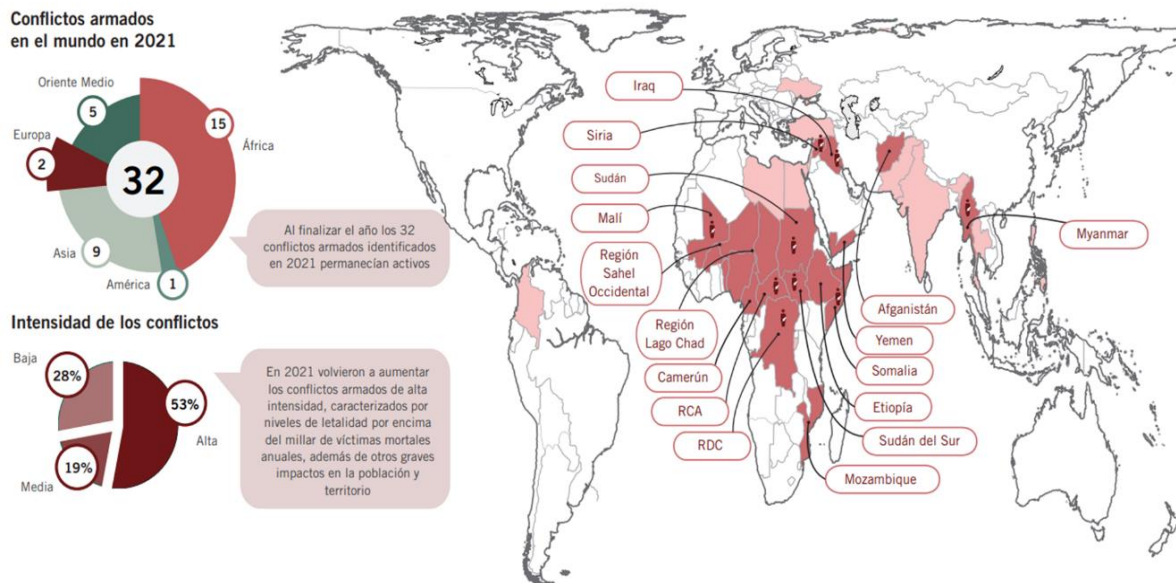 Conflictos armados
en el mundo en 2021
Oriente Medio
5
15
África
Europa
2
32
Asia
9
América
1
Al finalizar el año los 32
conflictos armados identificados
en 2021 permanecían activos
Intensidad de los conflictos
Baja
28%
53%
Alta
19%
Media
En 2021 volvieron a aumentar
los conflictos armados de alta
intensidad, caracterizados por
niveles de letalidad por encima
del millar de víctimas mortales
anuales, además de otros graves
impactos en la población y
territorio
Iraq
Siria
Sudán
Malí
Región
Sahel
Occidental
Región
Lago Chad
Camerún
RCA
RDC
Myanmar
Afganistán
Yemen
Somalia
Etiopía
Sudán del Sur
Mozambique